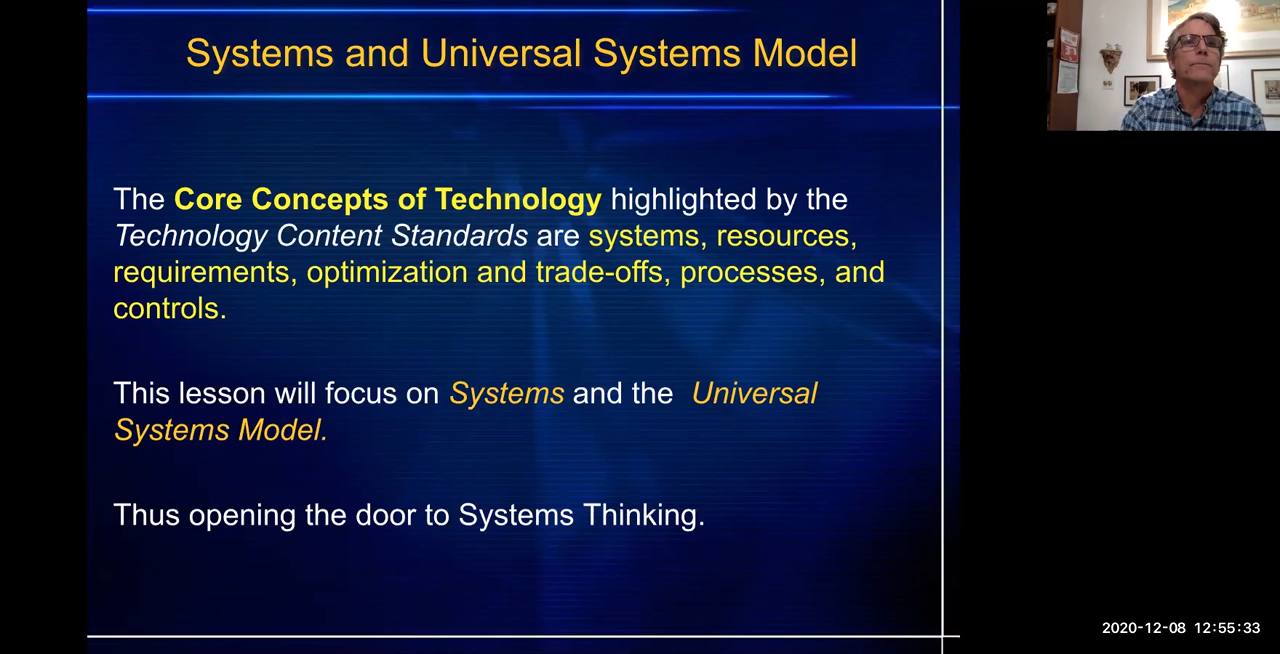 Systems and Universal Systems Model
The Core Concepts of Technology highlighted by the
Technology Content Standards are systems, resources,
requirements, optimization and trade-offs, processes, and
controls.
This lesson will focus on Systems and the Universal
Systems Model.
Thus opening the door to Systems Thinking.
2020-12-08 12:55:33